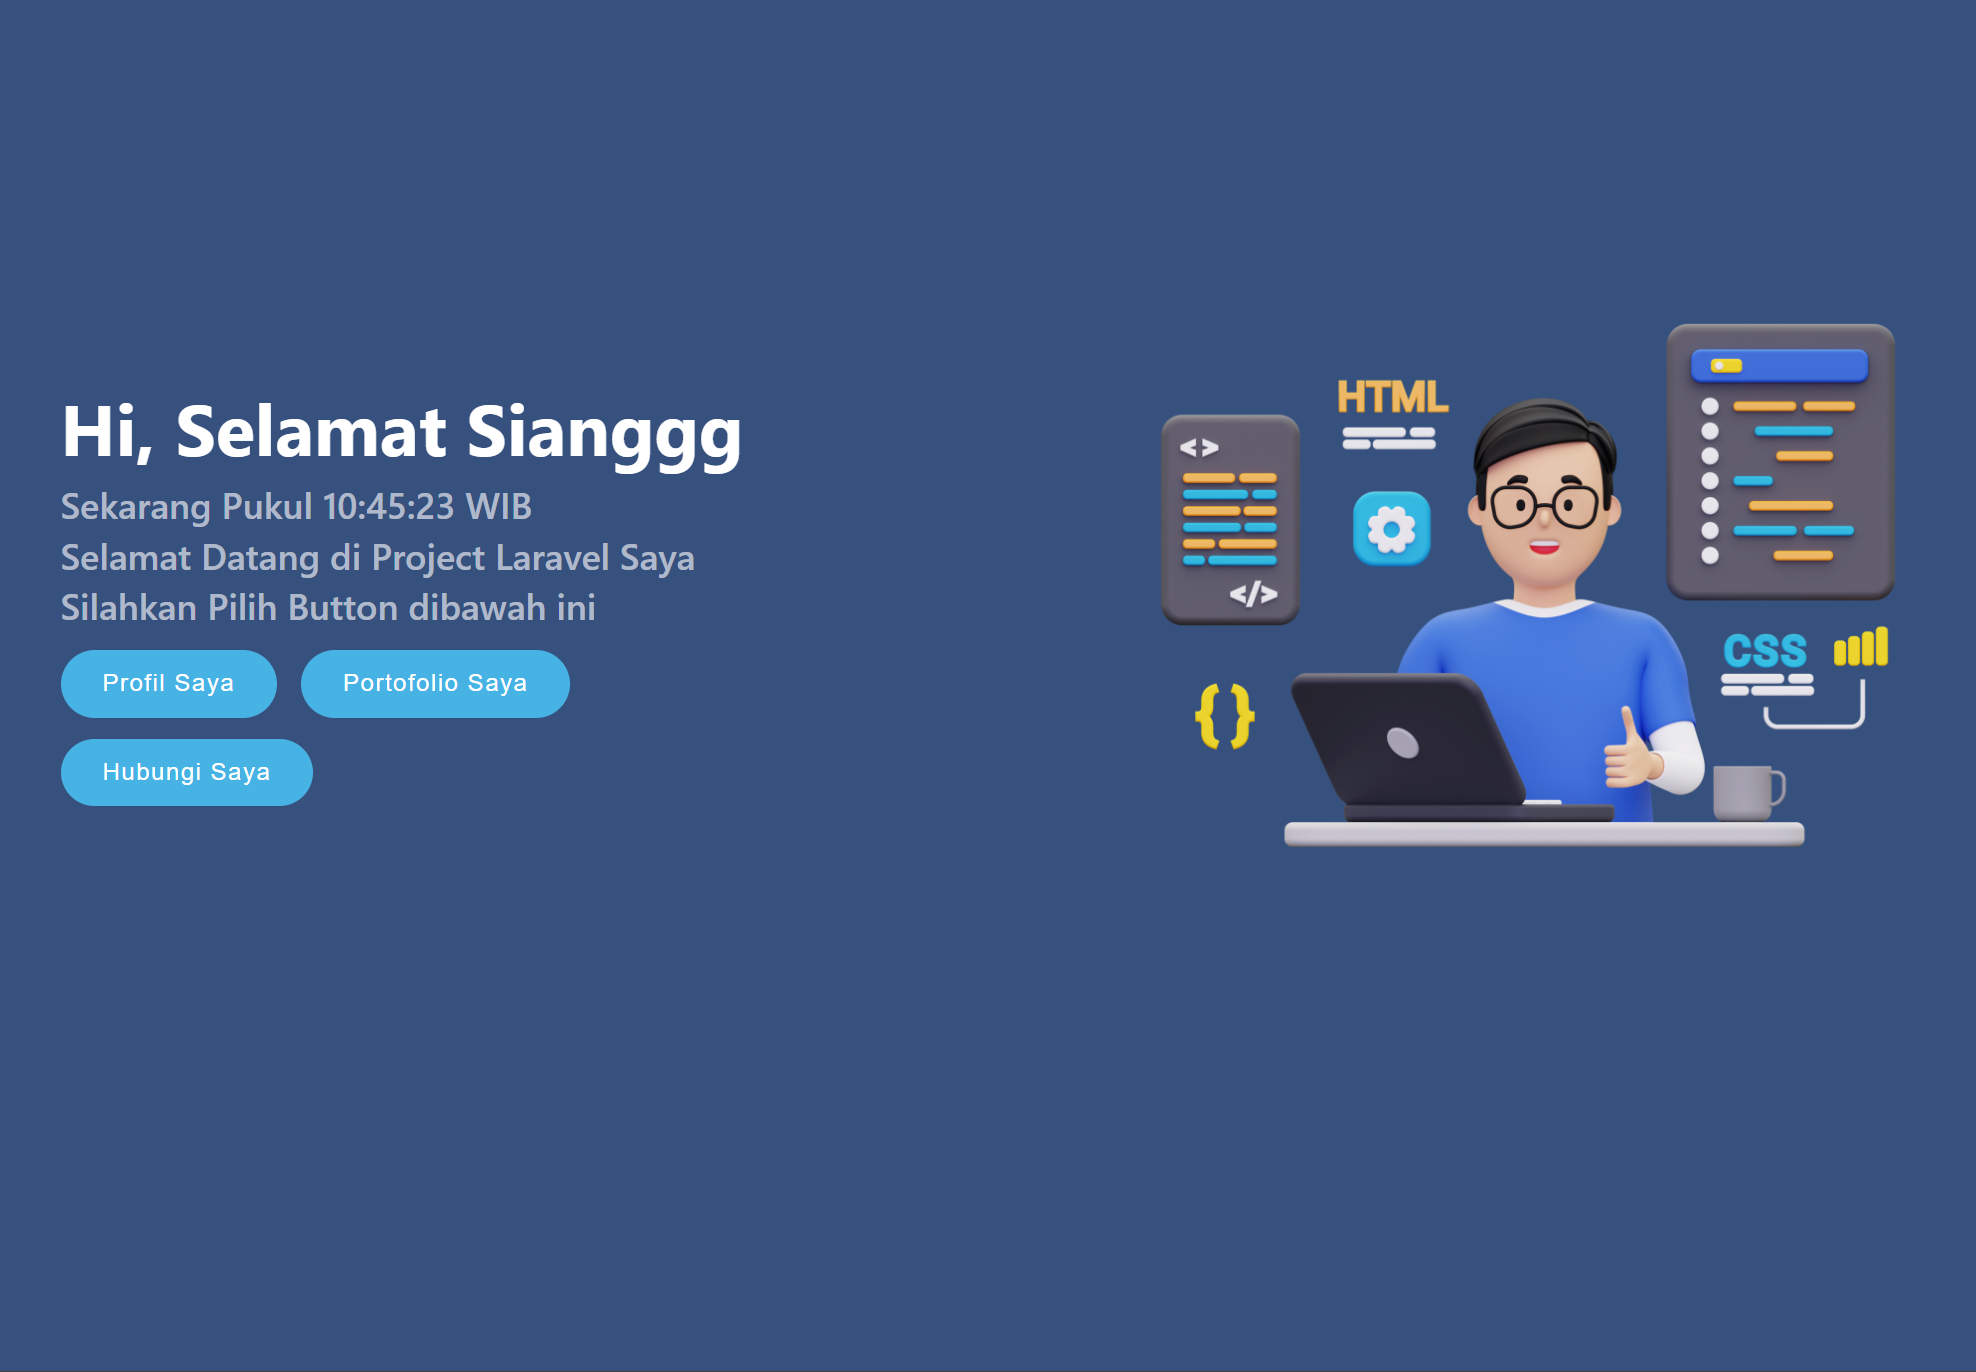 Hi, Selamat Siangggg
Sekarang Pukul 10:45:23 WIB
Selamat Datang di Project Laravel Saya
Silahkan Pilih Button dibawah ini
Profil Saya
Portofolio Saya
Hubungi Saya
HTML
<>
</>
{}
CSS